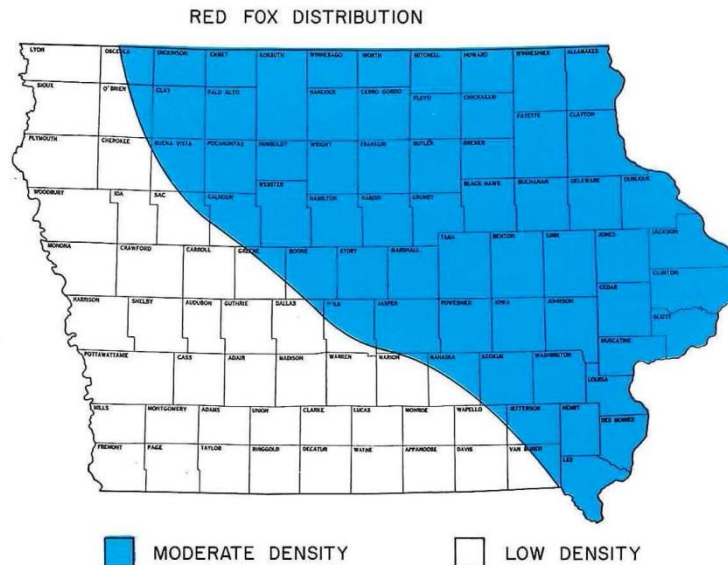 RED FOX DISTRIBUTION
LYON OSCEOLA DICKINSON EMMET KOSSUTH WINNEBAGO WORTH MITCHELL HOWARD WINNESHIEK ALLAMAKEE
SIOUX O'BRIEN CLAY PALO ALTO HANCOCK CERRO GORDO FLOYD CHICKASAW
FAYETTE CLAYTON
PLYMOUTH CHEROKEE BUENA VISTA POCAHONTAS HUMBOLDT WRIGHT FRANKLIN BUTLER BREMER
WOODBURY IDA SAC CALHOUN WEBSTER HAMILTON HARDIN GRUNDY BLACK HAWK BUCHANAN DELAWARE DUBUQUE
MONONA CRAWFORD CARROLL GREENE BOONE STORY MARSHALL TAMA BENTON LINN JONES JACKSON
CLINTON
CEDAR
HARRISON SHELBY AUDUBON GUTHRIE DALLAS POLK JASPER POWESHIEK IOWA JOHNSON SCOTT
MUSCATINE
POTTAWATTAME CASS ADAIR MADISON WARREN MARION MAHASKA KEOKUK WASHINGTON
LOUISA
MILLS MONTGOMERY ADAMS UNION CLARKE LUCAS MONROE WAPELLO JEFFERSON HENRY
DES MOINES
FREMONT PAGE TAYLOR RINGGOLD DECATUR WAYNE APPANOOSE DAVIS VAN BUREN LEE
MODERATE DENSITY LOW DENSITY